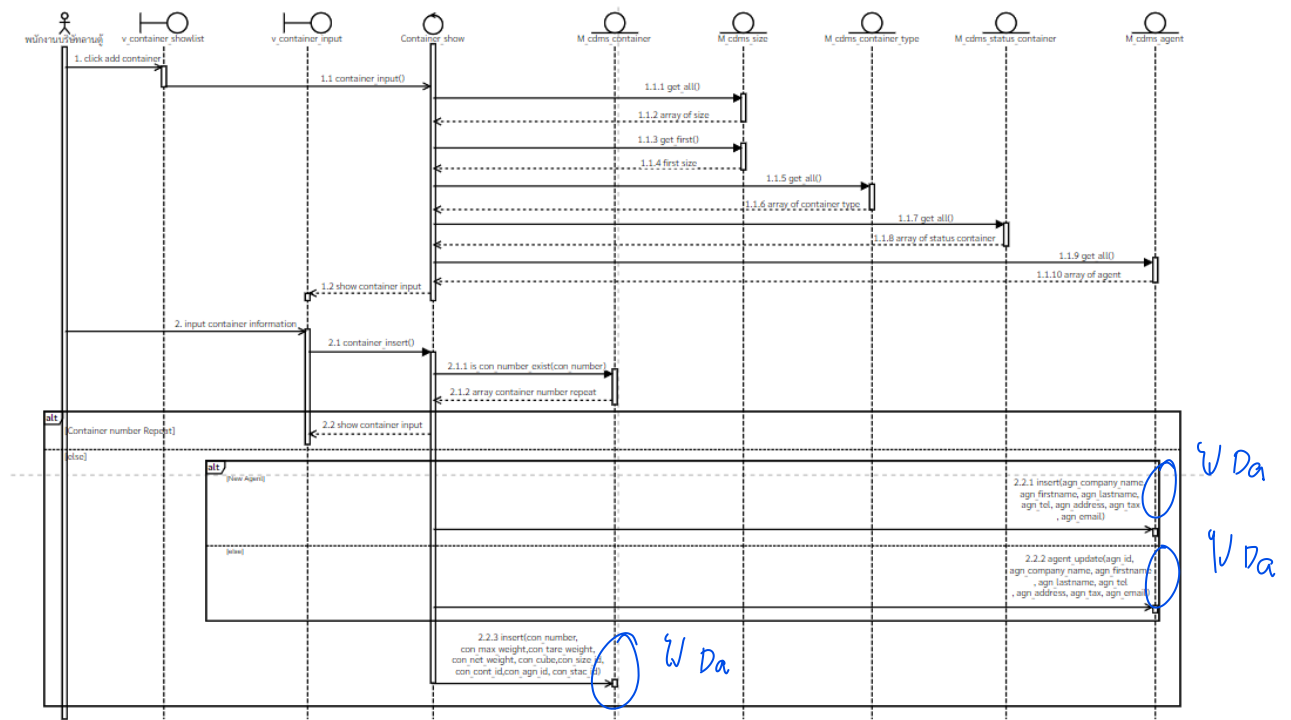 พนักงานบริษัทลานตู้
v_container_showlist
v_container_input
Container_show
M_cdms_container
M_cdms_size
M_cdms_container_type
M_cdms_status_container
M_cdms_agent
1. click add container
1.1 container_input()
1.1.1 get_all()
1.1.2 array of size
1.1.3 get_first()
1.1.4 first size
1.1.5 get_all()
1.1.6 array of container type
1.1.7 get_all()
1.1.8 array of status container
1.1.9 get_all()
1.1.10 array of agent
1.2 show container input
2. input container information
2.1 container_insert()
2.1.1 is_con_number_exist(con_number)
2.1.2 array container number repeat
alt
[Container number Repeat]
2.2 show container input
[else]
alt
[New Agent]
2.2.1 insert(agn_company_name,
agn_firstname, agn_lastname,
agn_tel, agn_address, agn_tax
, agn_email)
Da
[else]
2.2.2 agent_update(agn_id,
agn_company_name, agn_firstname
, agn_lastname, agn_tel
, agn_address, agn_tax, agn_email)
Da
2.2.3 insert(con_number,
con_max_weight,con_tare_weight,
con_net_weight, con_cube,con_size_id,
con_cont_id,con_agn_id, con_stac_id)
Da